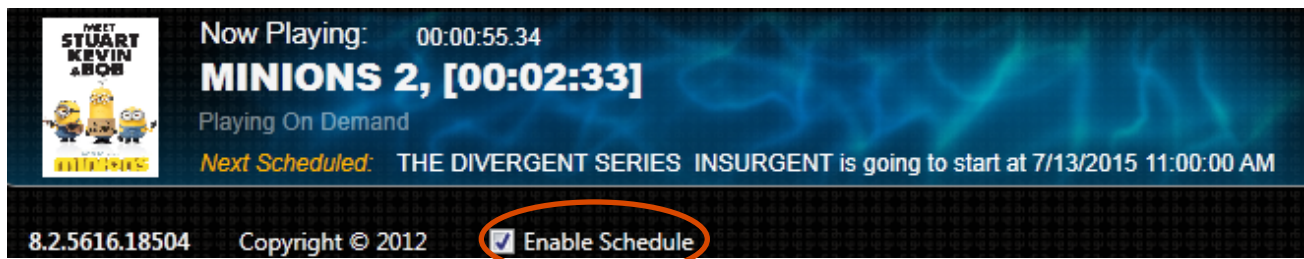 MEET
STUART
KEVIN
& BOB
minions
Now Playing: 00:00:55.34
MINIONS 2, [00:02:33]
Playing On Demand
Next Scheduled: THE DIVERGENT SERIES INSURGENT is going to start at 7/13/2015 11:00:00 AM
8.2.5616.18504 Copyright © 2012 Enable Schedule